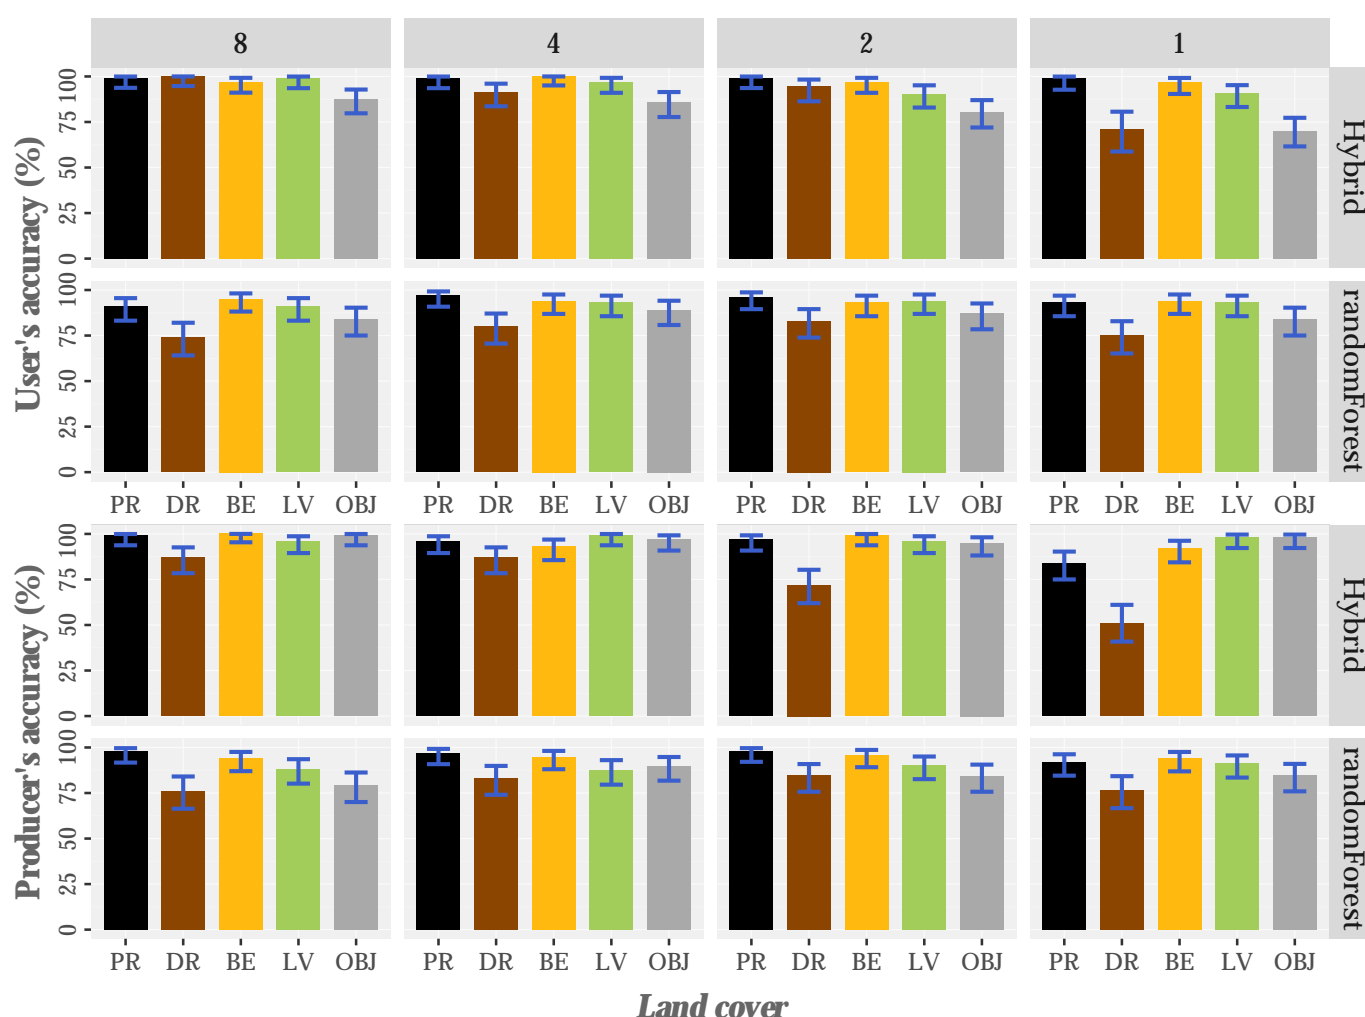 8 4 2 1
User's accuracy (%)
100
75
50
25
0
Hybrid
100
75
50
25
0
randomForest
PR DR BE LV OBJ PR DR BE LV OBJ PR DR BE LV OBJ PR DR BE LV OBJ
Producer's accuracy (%)
100
75
50
25
0
Hybrid
100
75
50
25
0
randomForest
PR DR BE LV OBJ PR DR BE LV OBJ PR DR BE LV OBJ PR DR BE LV OBJ
Land cover